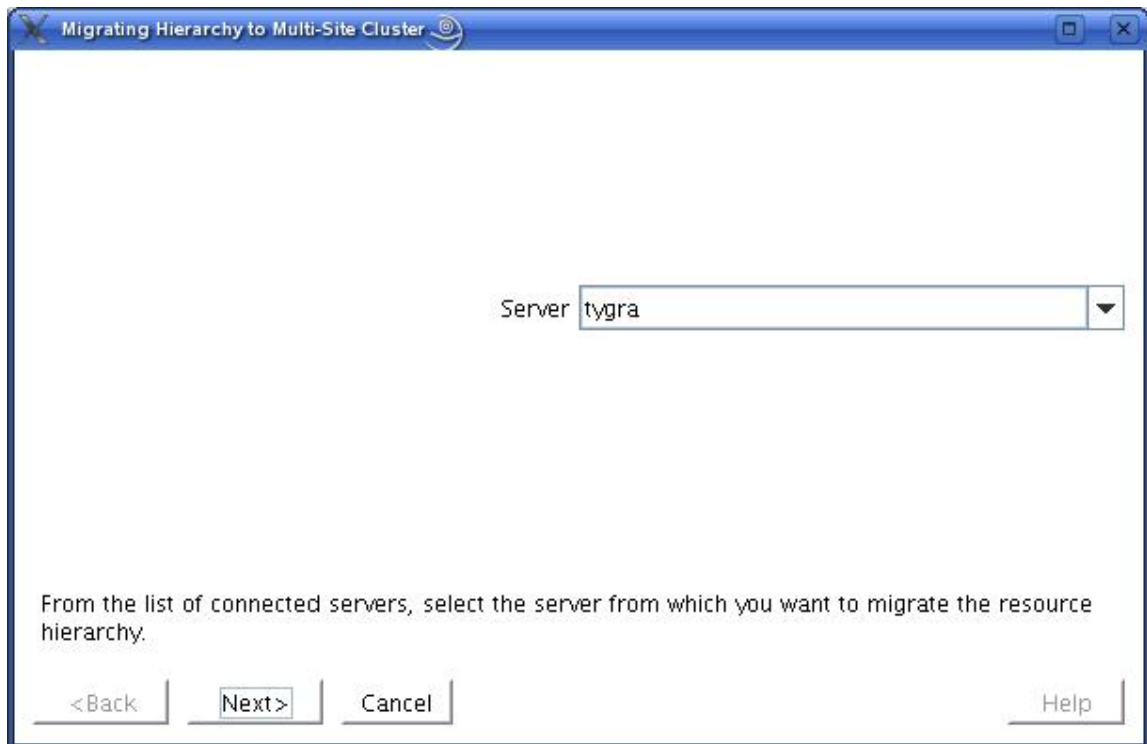 Migrating Hierarchy to Multi-Site Cluster
Server tygra
From the list of connected servers, select the server from which you want to migrate the resource
hierarchy.
<Back Next> Cancel Help